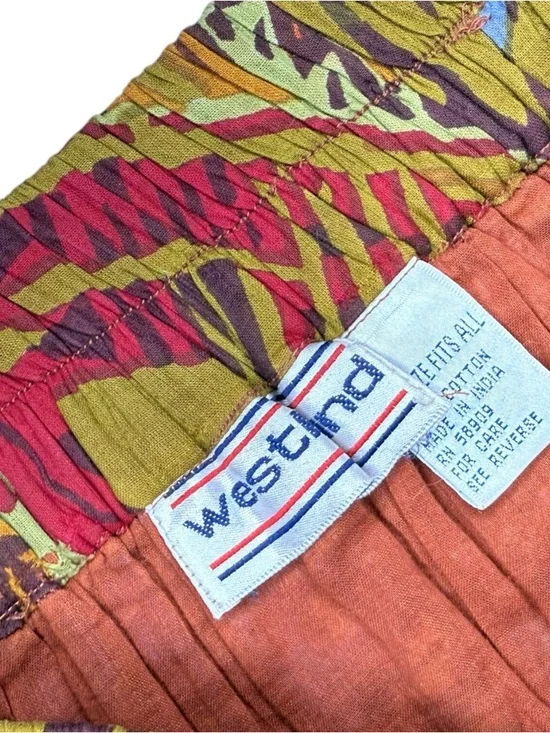 westind
ZE FITS ALL
COTTON
MADE IN INDIA
RN 58909
FOR CARE
SEE REVERSE